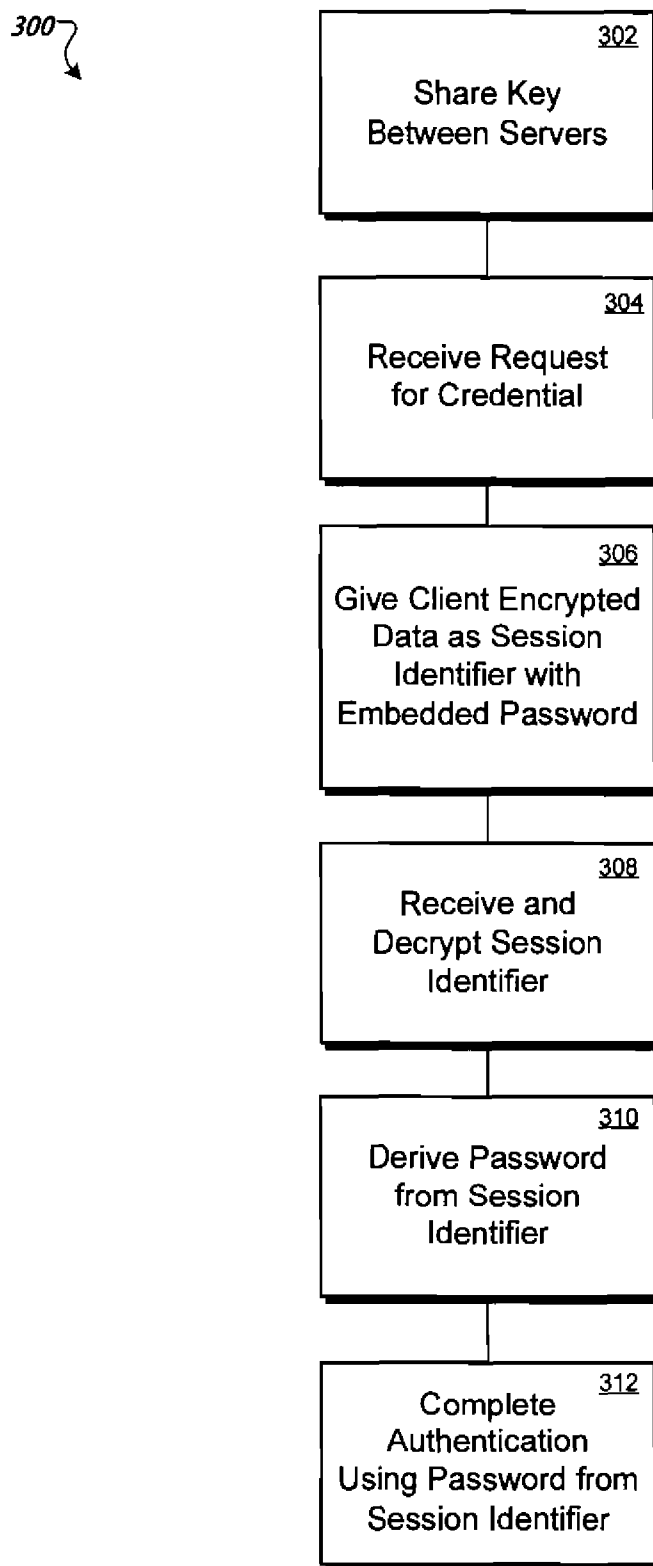 300
302
Share Key
Between Servers
304
Receive Request
for Credential
306
Give Client Encrypted
Data as Session
Identifier with
Embedded Password
308
Receive and
Decrypt Session
Identifier
310
Derive Password
from Session
Identifier
312
Complete
Authentication
Using Password from
Session Identifier